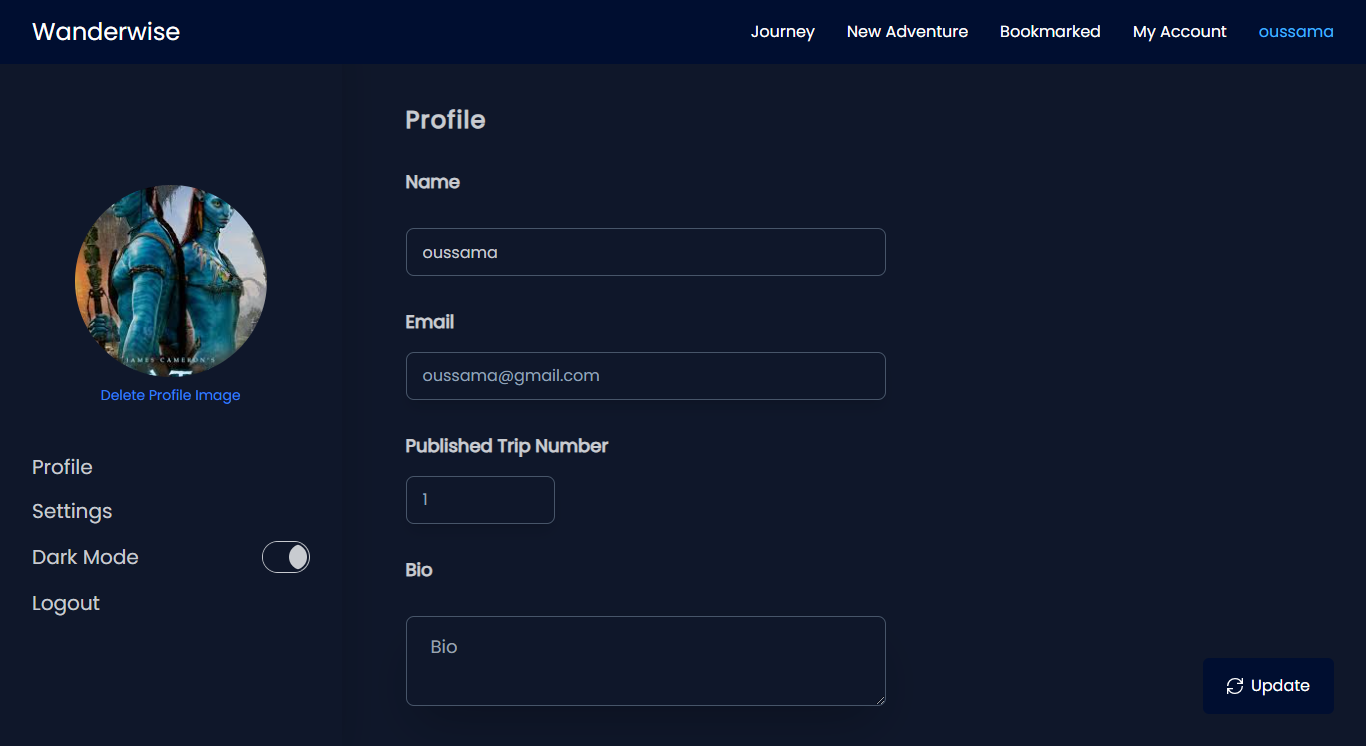 Wanderwise
Journey
New Adventure
Bookmarked
My Account
oussama
JAMES CAMERON'S
Delete Profile Image
Profile
Settings
Dark Mode
Logout
Profile
Name
oussama
Email
oussama@gmail.com
Published Trip Number
1
Bio
Bio
Update